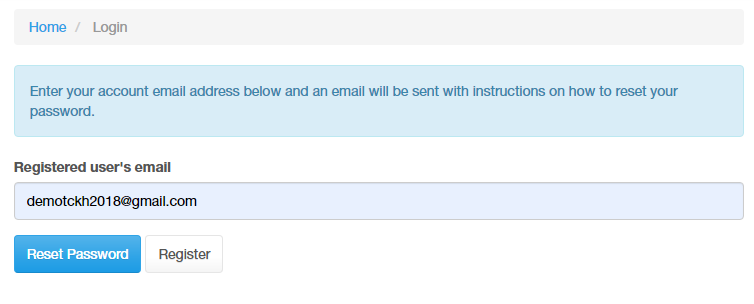 Home / Login
Enter your account email address below and an email will be sent with instructions on how to reset your
password.
Registered user's email
demotckh2018@gmail.com
Reset Password Register